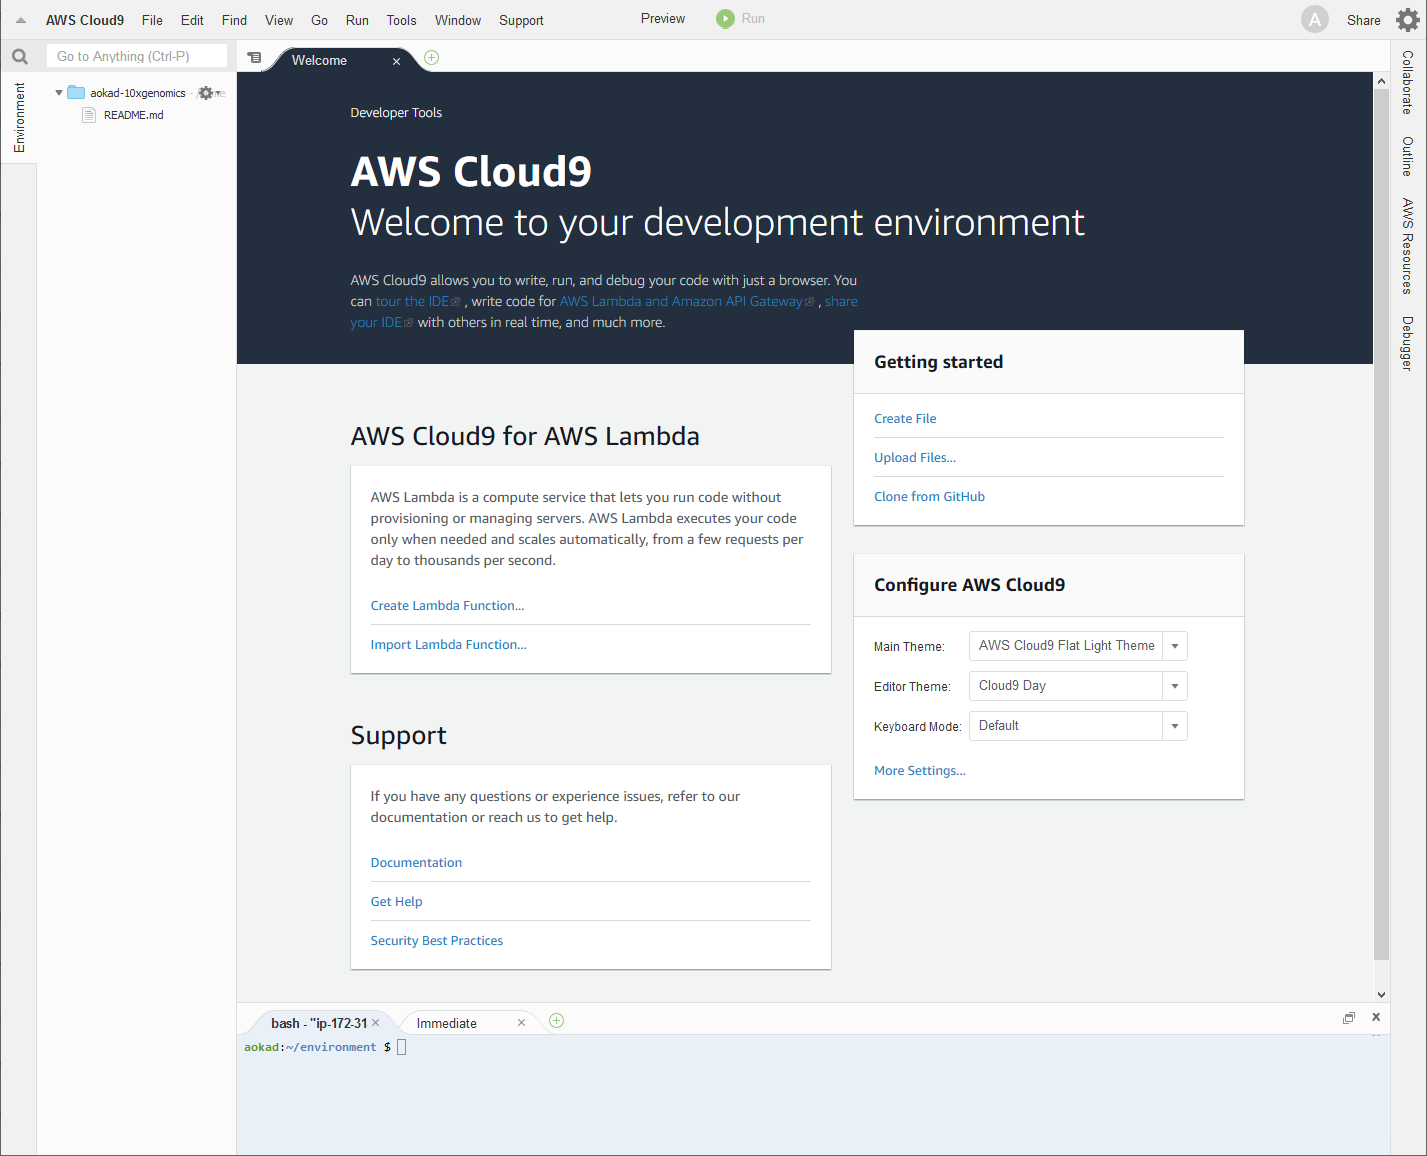 AWS Cloud9 File Edit Find View Go Run Tools Window Support Preview Run A Share
Go to Anything (Ctrl-P)
Welcome
Environment
aokad-10xgenomics -
README.md
Developer Tools
AWS Cloud9
Welcome to your development environment
AWS Cloud9 allows you to write, run, and debug your code with just a browser. You
can tour the IDE , write code for AWS Lambda and Amazon API Gateway , share
your IDE with others in real time, and much more.
AWS Cloud9 for AWS Lambda
AWS Lambda is a compute service that lets you run code without
provisioning or managing servers. AWS Lambda executes your code
only when needed and scales automatically, from a few requests per
day to thousands per second.
Create Lambda Function...
Import Lambda Function...
Support
If you have any questions or experience issues, refer to our
documentation or reach us to get help.
Documentation
Get Help
Security Best Practices
Getting started
Create File
Upload Files...
Clone from GitHub
Configure AWS Cloud9
Main Theme: AWS Cloud9 Flat Light Theme
Editor Theme: Cloud9 Day
Keyboard Mode: Default
More Settings...
Collaborate
Outline
AWS Resources
Debugger
bash - "ip-172-31 Immediate
aokad:~/environment $